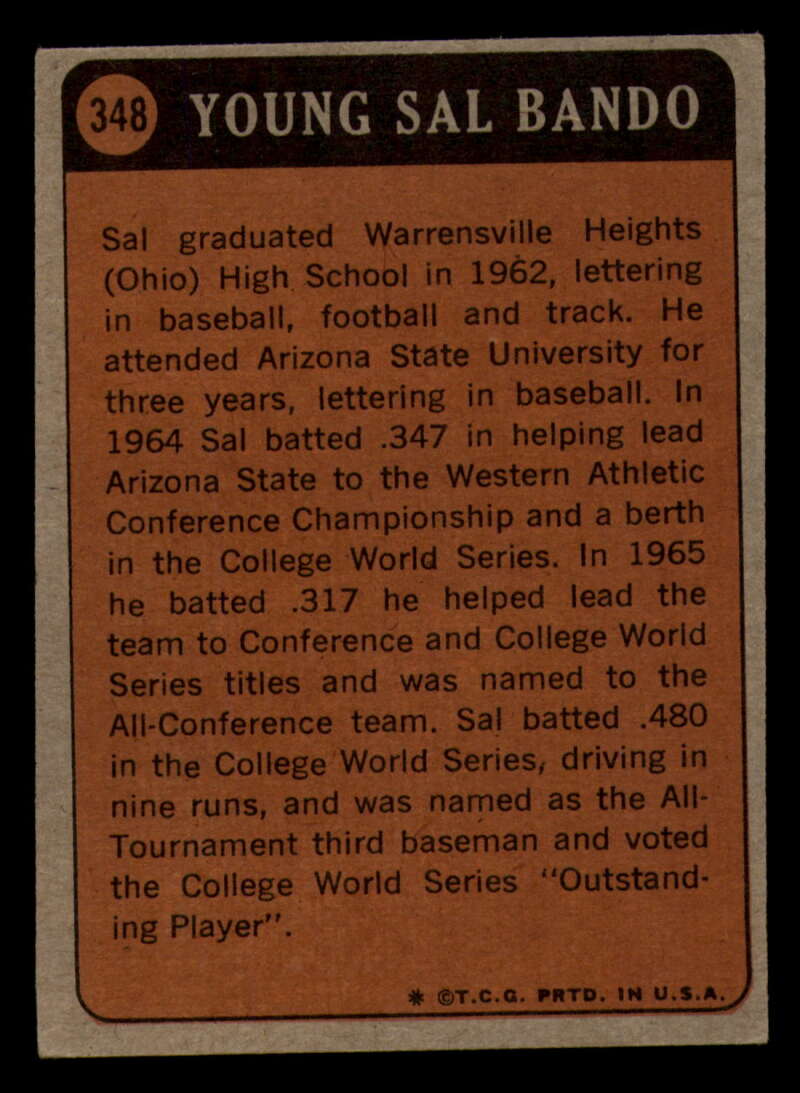 348 YOUNG SAL BANDO
Sal graduated Warrensville Heights
(Ohio) High School in 1962, lettering
in baseball, football and track. He
attended Arizona State University for
three years, lettering in baseball. In
1964 Sal batted .347 in helping lead
Arizona State to the Western Athletic
Conference Championship and a berth
in the College World Series. In 1965
he batted .317 he helped lead the
team to Conference and College World
Series titles and was named to the
All-Conference team. Sal batted .480
in the College World Series, driving in
nine runs, and was named as the All-
Tournament third baseman and voted
the College World Series "Outstand-
ing Player".
* ©T.C.G. PRTD. IN U.S.A.